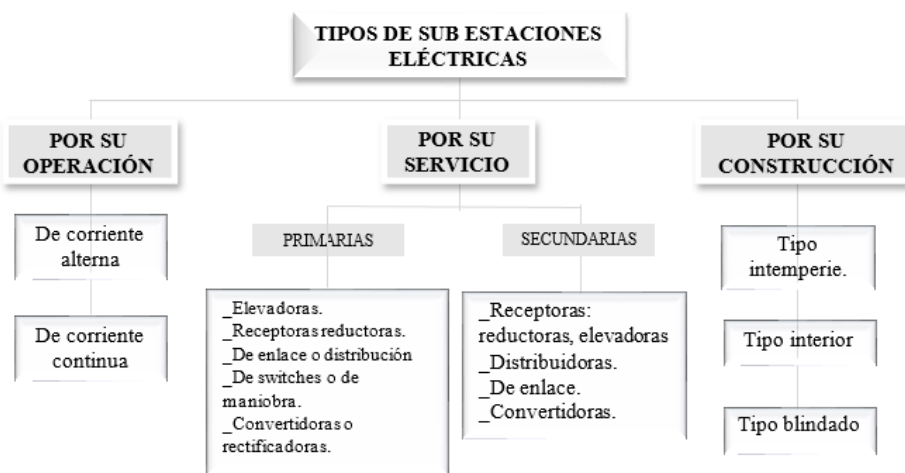 TIPOS DE SUB ESTACIONES
ELÉCTRICAS
POR SU
OPERACIÓN
De corriente
alterna
De corriente
continua
POR SU
SERVICIO
PRIMARIAS
_Elevadoras.
_Receptoras reductoras.
_De enlace o distribución
_De switches o de
maniobra.
_Convertidoras o
rectificadoras.
SECUNDARIAS
_Receptoras:
reductoras, elevadoras
_Distribuidoras.
_De enlace.
_Convertidoras.
POR SU
CONSTRUCCIÓN
Tipo
intemperie.
Tipo interior
Tipo blindado